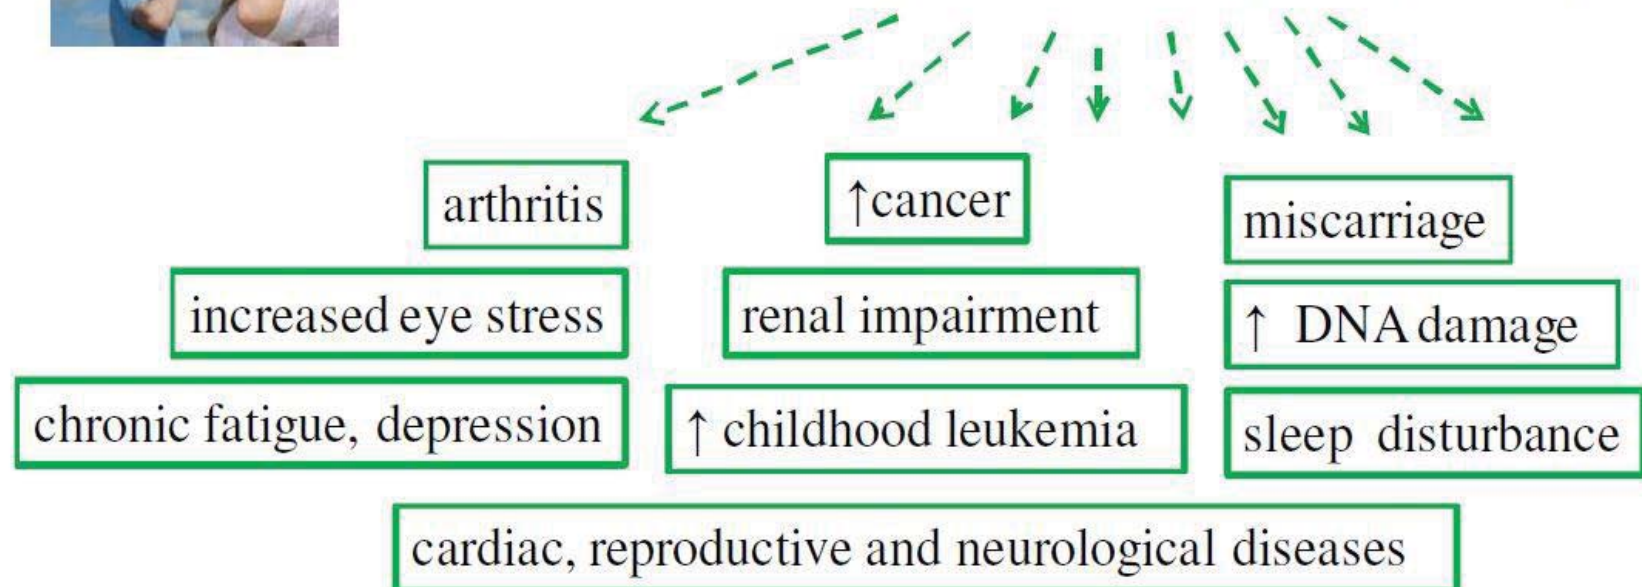 arthritis
↑cancer
miscarriage
increased eye stress
renal impairment
↑ DNA damage
chronic fatigue, depression
↑ childhood leukemia
sleep disturbance
cardiac, reproductive and neurological diseases